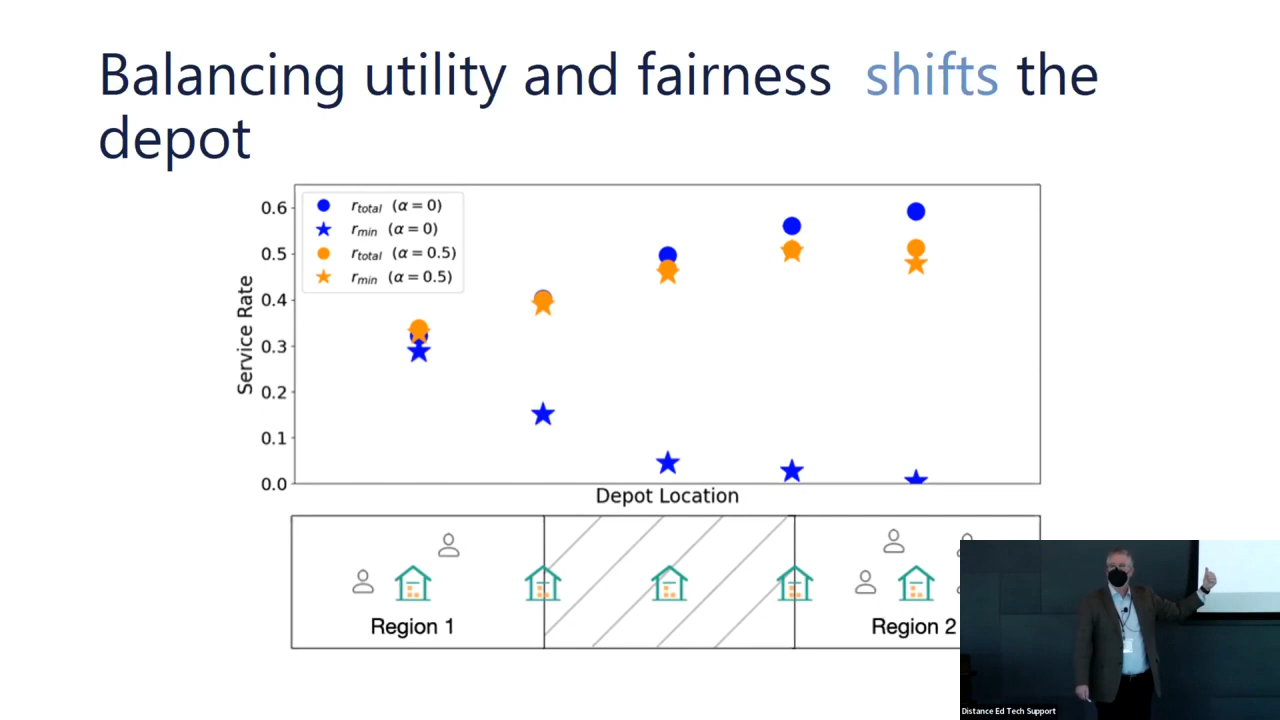 Balancing utility and fairness shifts the
depot
r_total (α = 0)
r_min (α = 0)
r_total (α = 0.5)
r_min (α = 0.5)
Service Rate
0.6
0.5
0.4
0.3
0.2
0.1
0.0
Depot Location
Region 1
Region 2
Distance Ed Tech Support